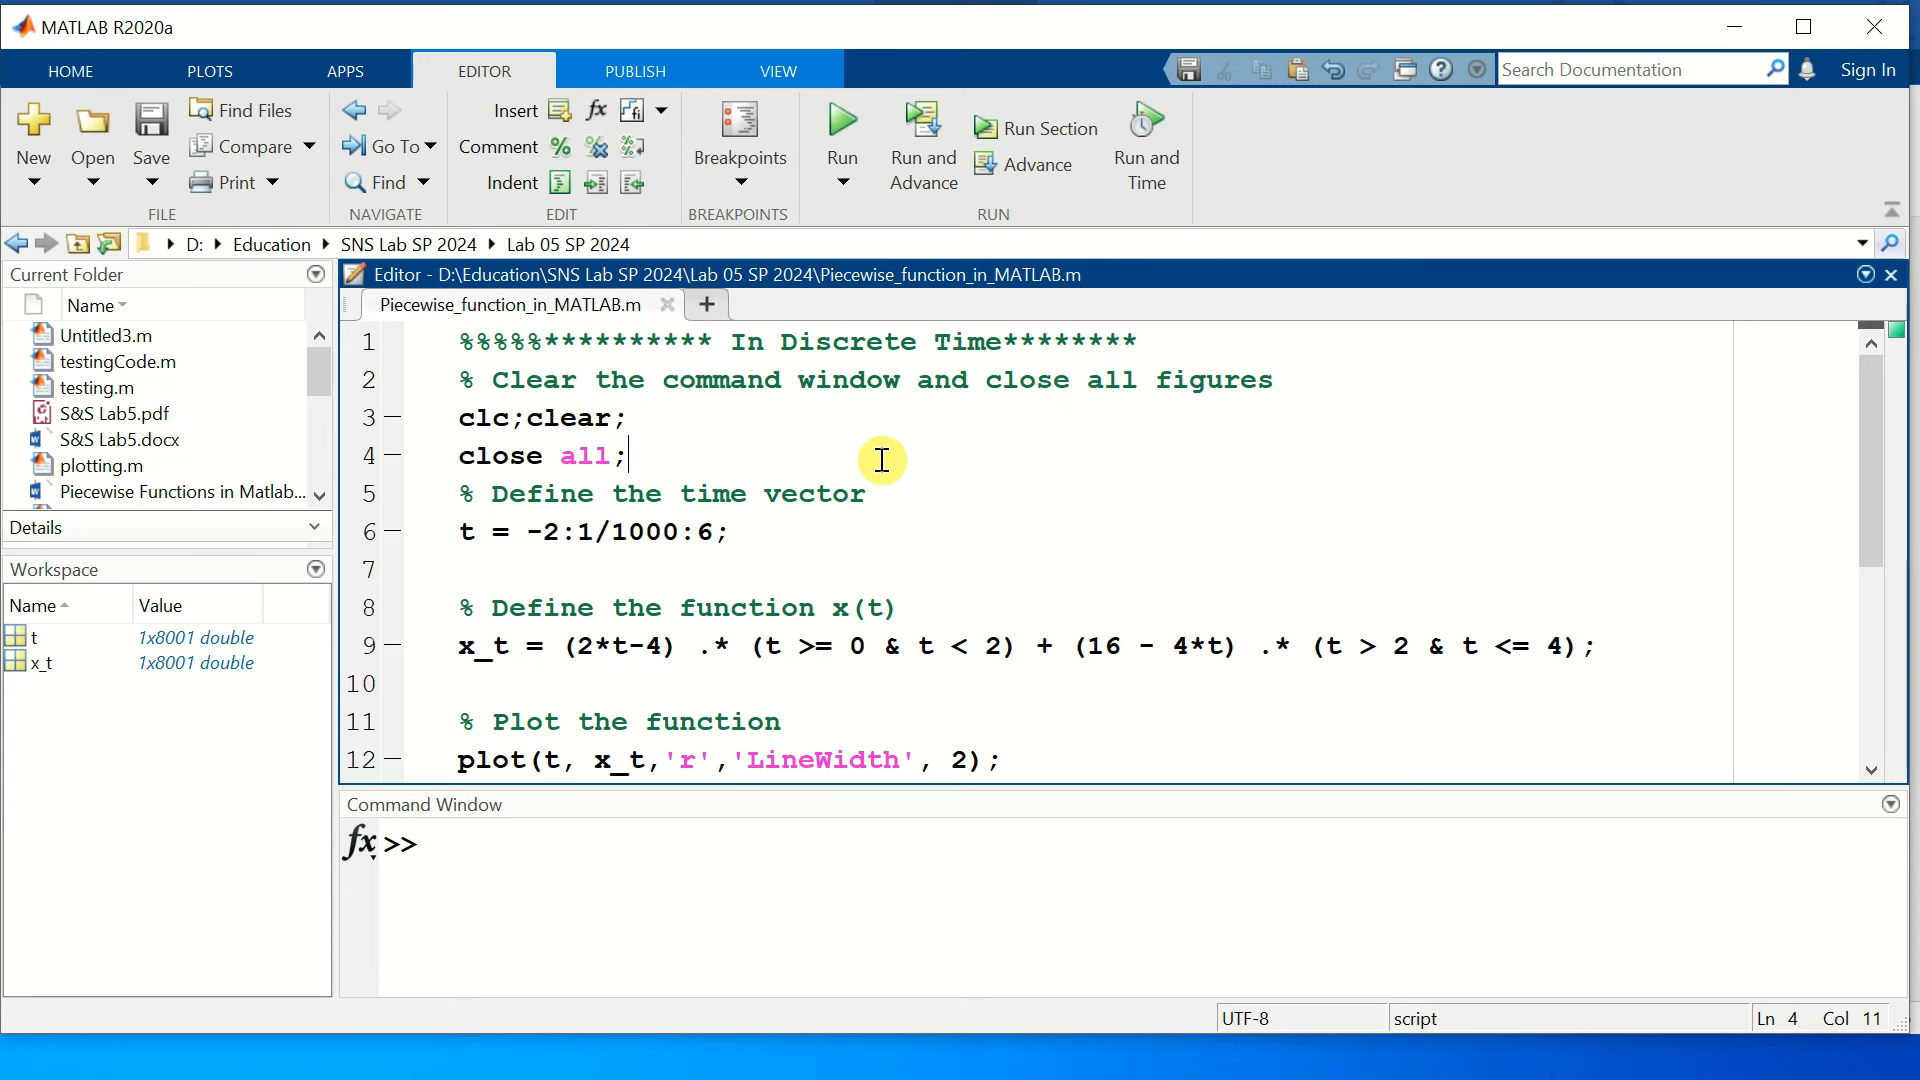 MATLAB R2020a
HOME PLOTS APPS EDITOR PUBLISH VIEW Search Documentation Sign In
New Open Save Find Files Compare Print
FILE
Go To Find
NAVIGATE
Insert fx
Comment
Indent
EDIT
Breakpoints
BREAKPOINTS
Run Run and Advance Run Section Advance Run and Time
RUN
D: Education SNS Lab SP 2024 Lab 05 SP 2024
Current Folder
Name
Untitled3.m
testingCode.m
testing.m
S&S Lab5.pdf
S&S Lab5.docx
plotting.m
Piecewise Functions in Matlab...
Details
Workspace
Name Value
t 1x8001 double
x_t 1x8001 double
Editor - D:\Education\SNS Lab SP 2024\Lab 05 SP 2024\Piecewise_function_in_MATLAB.m
Piecewise_function_in_MATLAB.m +
1 %%%%%********** In Discrete Time********
2 % Clear the command window and close all figures
3 — clc;clear;
4 — close all;
5 % Define the time vector
6 — t = -2:1/1000:6;
7
8 % Define the function x(t)
9 — x_t = (2*t-4) .* (t >= 0 & t < 2) + (16 - 4*t) .* (t > 2 & t <= 4);
10
11 % Plot the function
12 — plot(t, x_t,'r','LineWidth', 2);
Command Window
fx >>
UTF-8 script Ln 4 Col 11